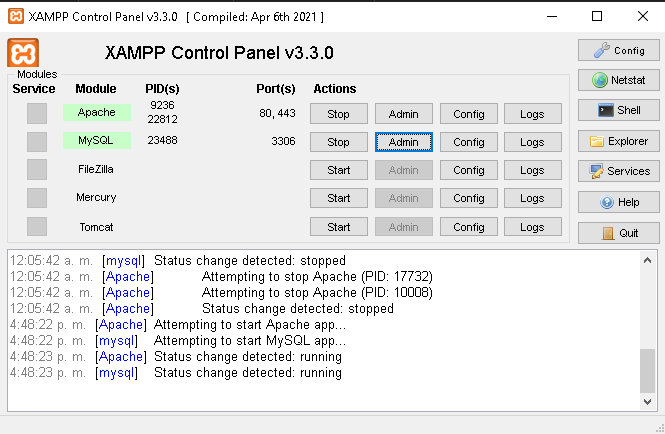 XAMPP Control Panel v3.3.0 [ Compiled: Apr 6th 2021 ]
XAMPP Control Panel v3.3.0
Config
Modules
Service Module PID(s) Port(s) Actions
Netstat
Apache 9236 22812 80, 443 Stop Admin Config Logs
Shell
MySQL 23488 3306 Stop Admin Config Logs
Explorer
FileZilla Start Admin Config Logs
Services
Mercury Start Admin Config Logs
Help
Tomcat Start Admin Config Logs
Quit
12:05:42 a. m. [mysql] Status change detected: stopped
12:05:42 a. m. [Apache] Attempting to stop Apache (PID: 17732)
12:05:42 a. m. [Apache] Attempting to stop Apache (PID: 10008)
12:05:42 a. m. [Apache] Status change detected: stopped
4:48:22 p. m. [Apache] Attempting to start Apache app...
4:48:22 p. m. [mysql] Attempting to start MySQL app...
4:48:23 p. m. [Apache] Status change detected: running
4:48:23 p. m. [mysql] Status change detected: running